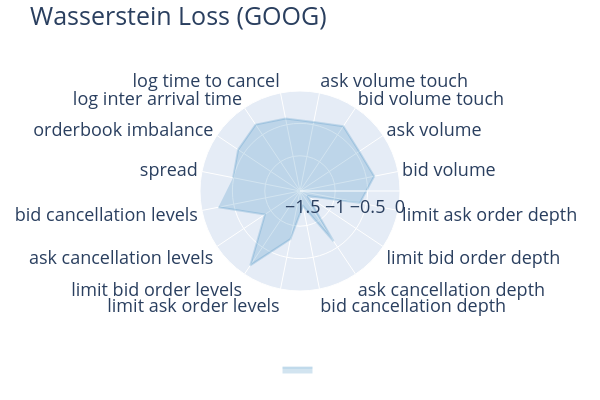 Wasserstein Loss (GOOG)
log time to cancel
ask volume touch
log inter arrival time
bid volume touch
orderbook imbalance
ask volume
spread
bid volume
−1.5 −1 −0.5 0
bid cancellation levels
limit ask order depth
ask cancellation levels
limit bid order depth
limit bid order levels
ask cancellation depth
limit ask order levels
bid cancellation depth